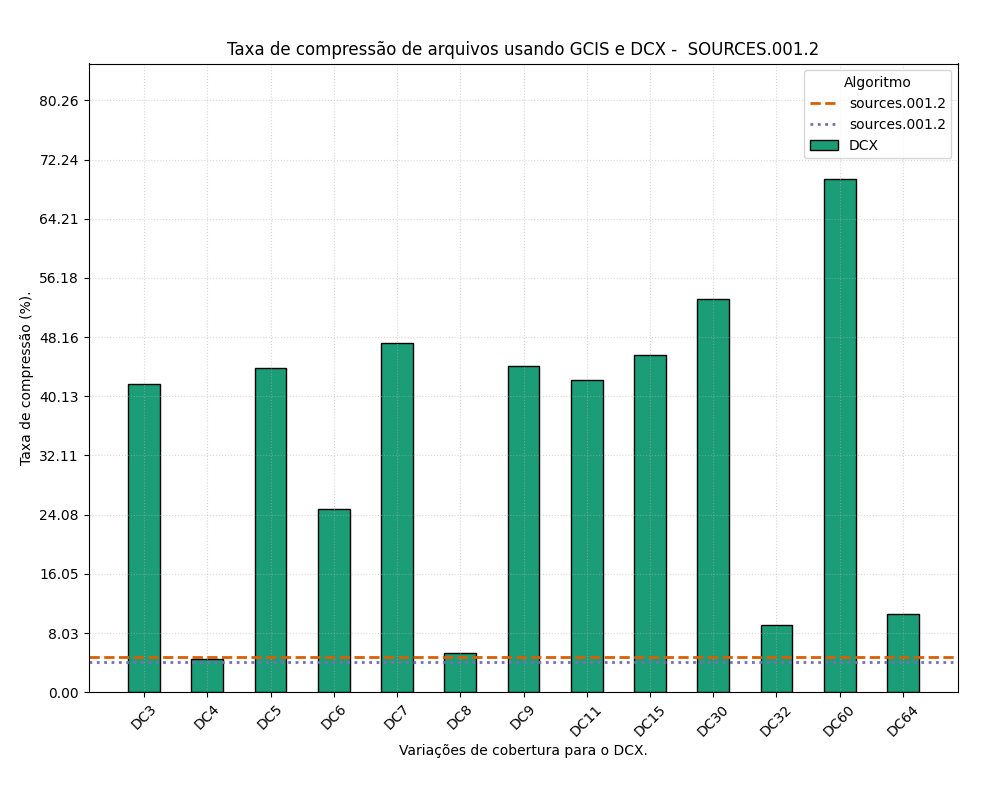 Taxa de compressão de arquivos usando GCIS e DCX -  SOURCES.001.2
Algoritmo
sources.001.2
sources.001.2
DCX
Taxa de compressão (%).
80.26
72.24
64.21
56.18
48.16
40.13
32.11
24.08
16.05
8.03
0.00
DC3
DC4
DC5
DC6
DC7
DC8
DC9
DC11
DC15
DC30
DC32
DC60
DC64
Variações de cobertura para o DCX.